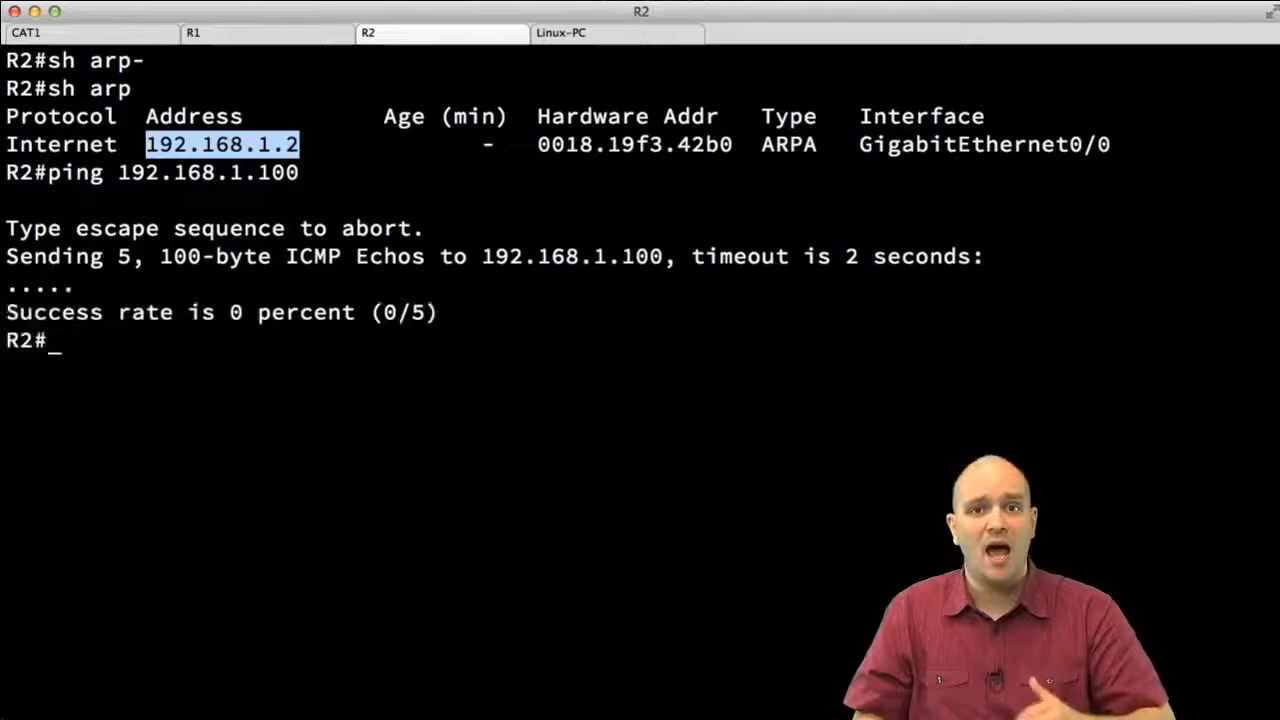 R2
CAT1 R1 R2 Linux-PC
R2#sh arp-
R2#sh arp
Protocol Address Age (min) Hardware Addr Type Interface
Internet 192.168.1.2 - 0018.19f3.42b0 ARPA GigabitEthernet0/0
R2#ping 192.168.1.100
Type escape sequence to abort.
Sending 5, 100-byte ICMP Echos to 192.168.1.100, timeout is 2 seconds:
.....
Success rate is 0 percent (0/5)
R2#_